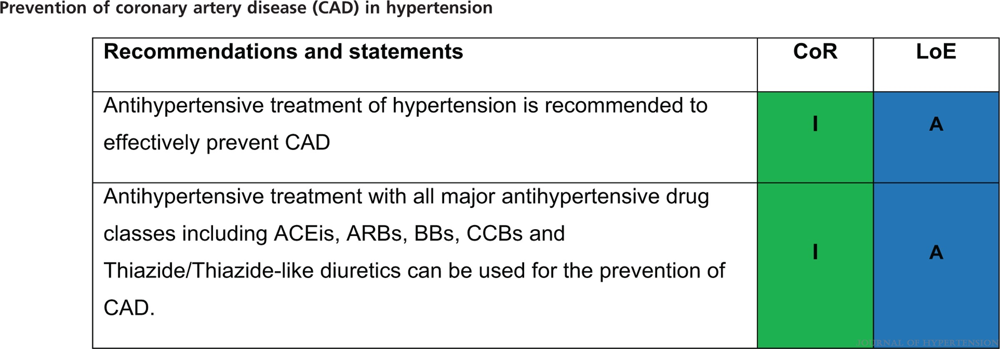 Prevention of coronary artery disease (CAD) in hypertension
Recommendations and statements CoR LoE
Antihypertensive treatment of hypertension is recommended to
effectively prevent CAD
I A
Antihypertensive treatment with all major antihypertensive drug
classes including ACEis, ARBs, BBs, CCBs and
Thiazide/Thiazide-like diuretics can be used for the prevention of
CAD.
I A
JOURNAL OF HYPERTENSION